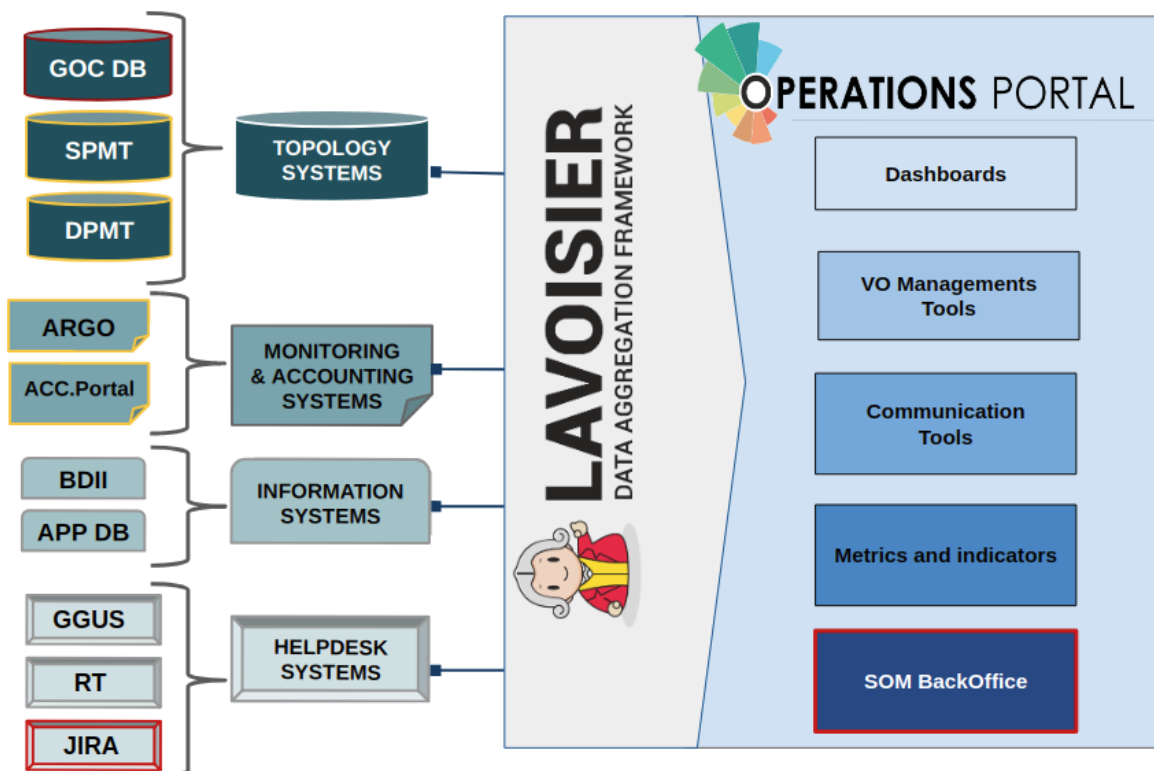 GOC DB
SPMT
DPMT
TOPOLOGY
SYSTEMS
ARGO
ACC.Portal
MONITORING
& ACCOUNTING
SYSTEMS
BDII
APP DB
INFORMATION
SYSTEMS
GGUS
RT
JIRA
HELPDESK
SYSTEMS
LAVOISIER
DATA AGGREGATION FRAMEWORK
OPERATIONS PORTAL
Dashboards
VO Managements
Tools
Communication
Tools
Metrics and indicators
SOM BackOffice